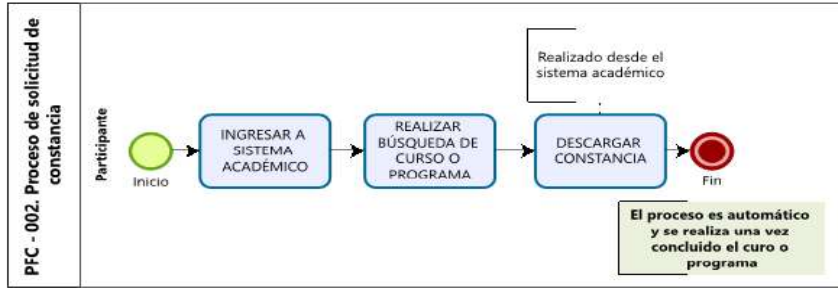 PFC - 002. Proceso de solicitud de
constancia
Participante
Inicio
INGRESAR A
SISTEMA
ACADÉMICO
REALIZAR
BÚSQUEDA DE
CURSO O
PROGRAMA
Realizado desde el
sistema académico
DESCARGAR
CONSTANCIA
Fin
El proceso es automático
y se realiza una vez
concluido el curo o
programa